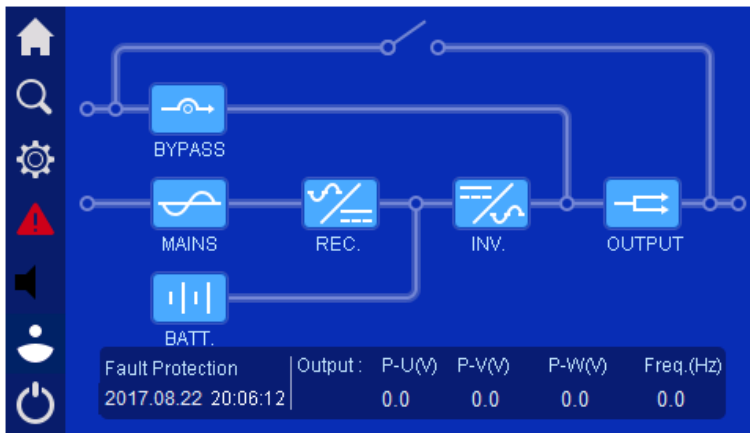 BYPASS
MAINS REC. INV. OUTPUT
BATT.
Fault Protection Output : P-U(V) P-V(V) P-W(V) Freq.(Hz)
2017.08.22 20:06:12 0.0 0.0 0.0 0.0